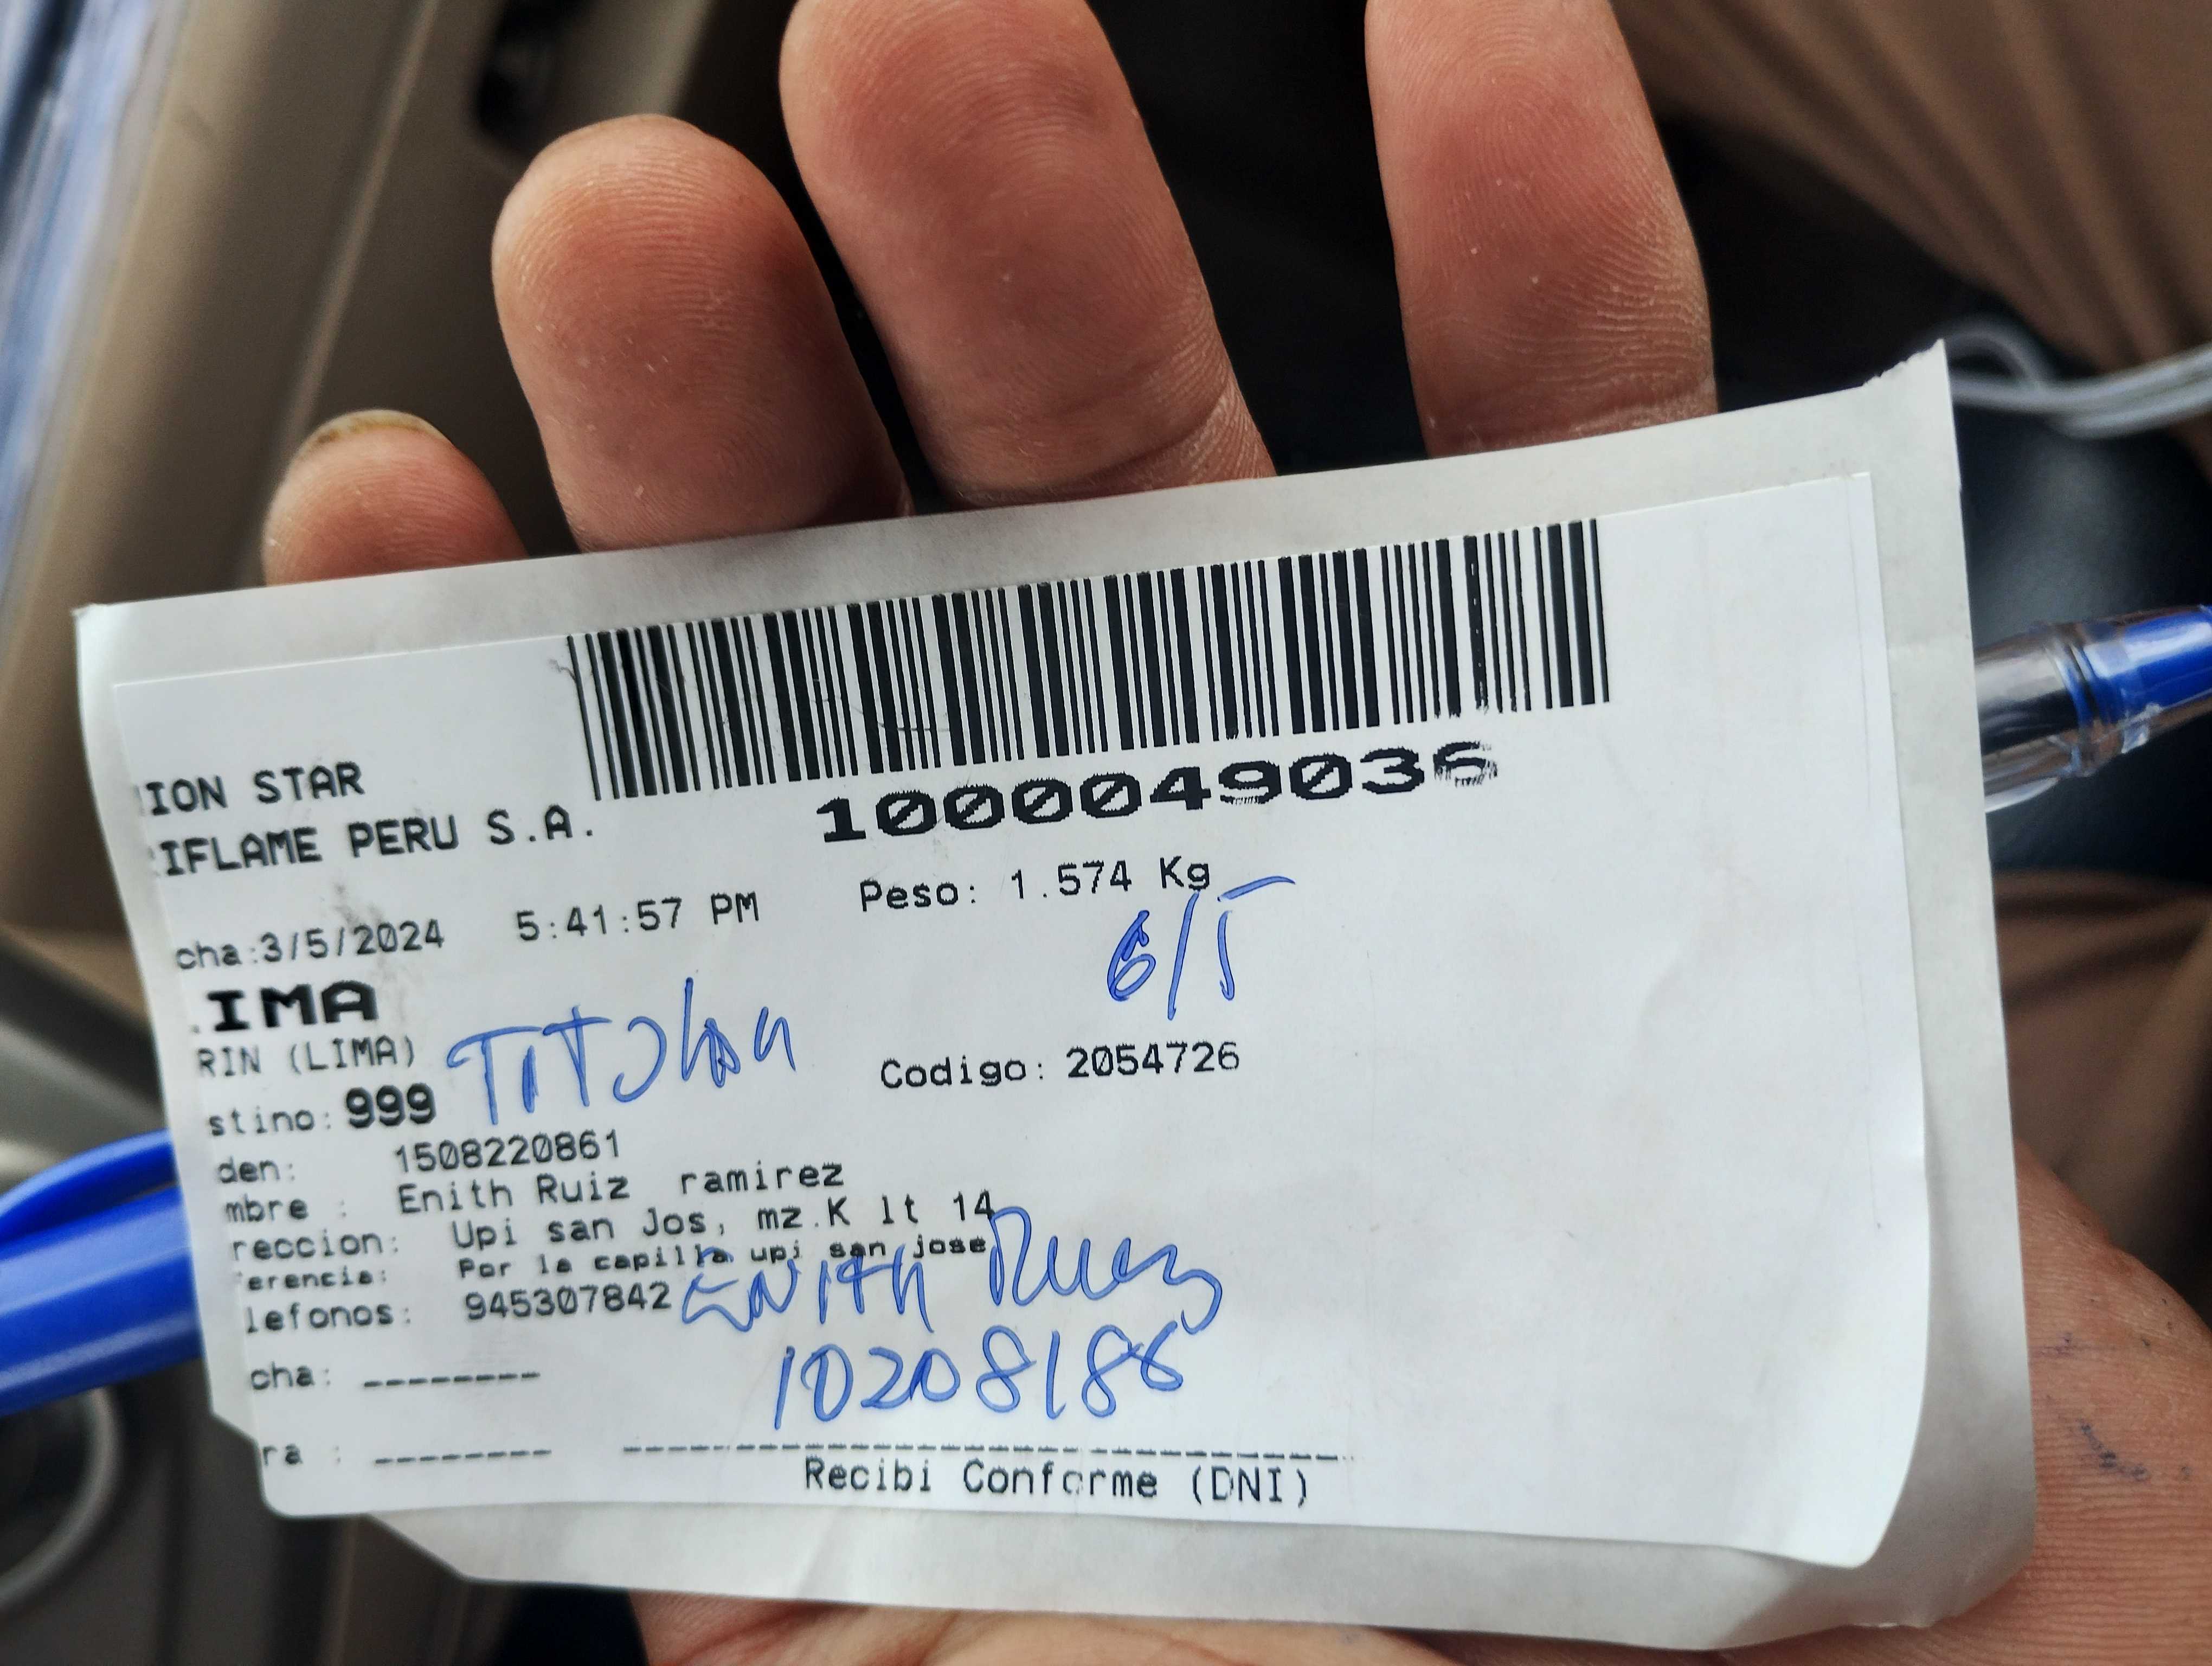 ION STAR
IFLAME PERU S.A.
1000049036
cha:3/5/2024 5:41:57 PM Peso: 1.574 Kg
6/5
.IMA
RIN (LIMA)
TITULAR
stino: 999 Codigo: 2054726
den: 1508220861
mbre : Enith Ruiz ramirez
reccion: Upi san Jos, mz.K lt 14
erencia: Por la capilla upi san jose
lefonos: 945307842
ENITH Ruiz
10208186
cha: --------
ra : --------
Recibi Conforme (DNI)